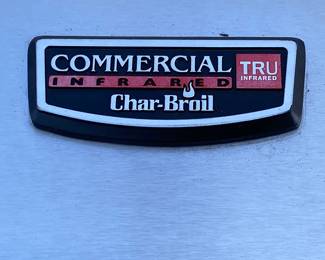 COMMERCIAL
INFRARED
Char-Broil
TRU
INFRARED